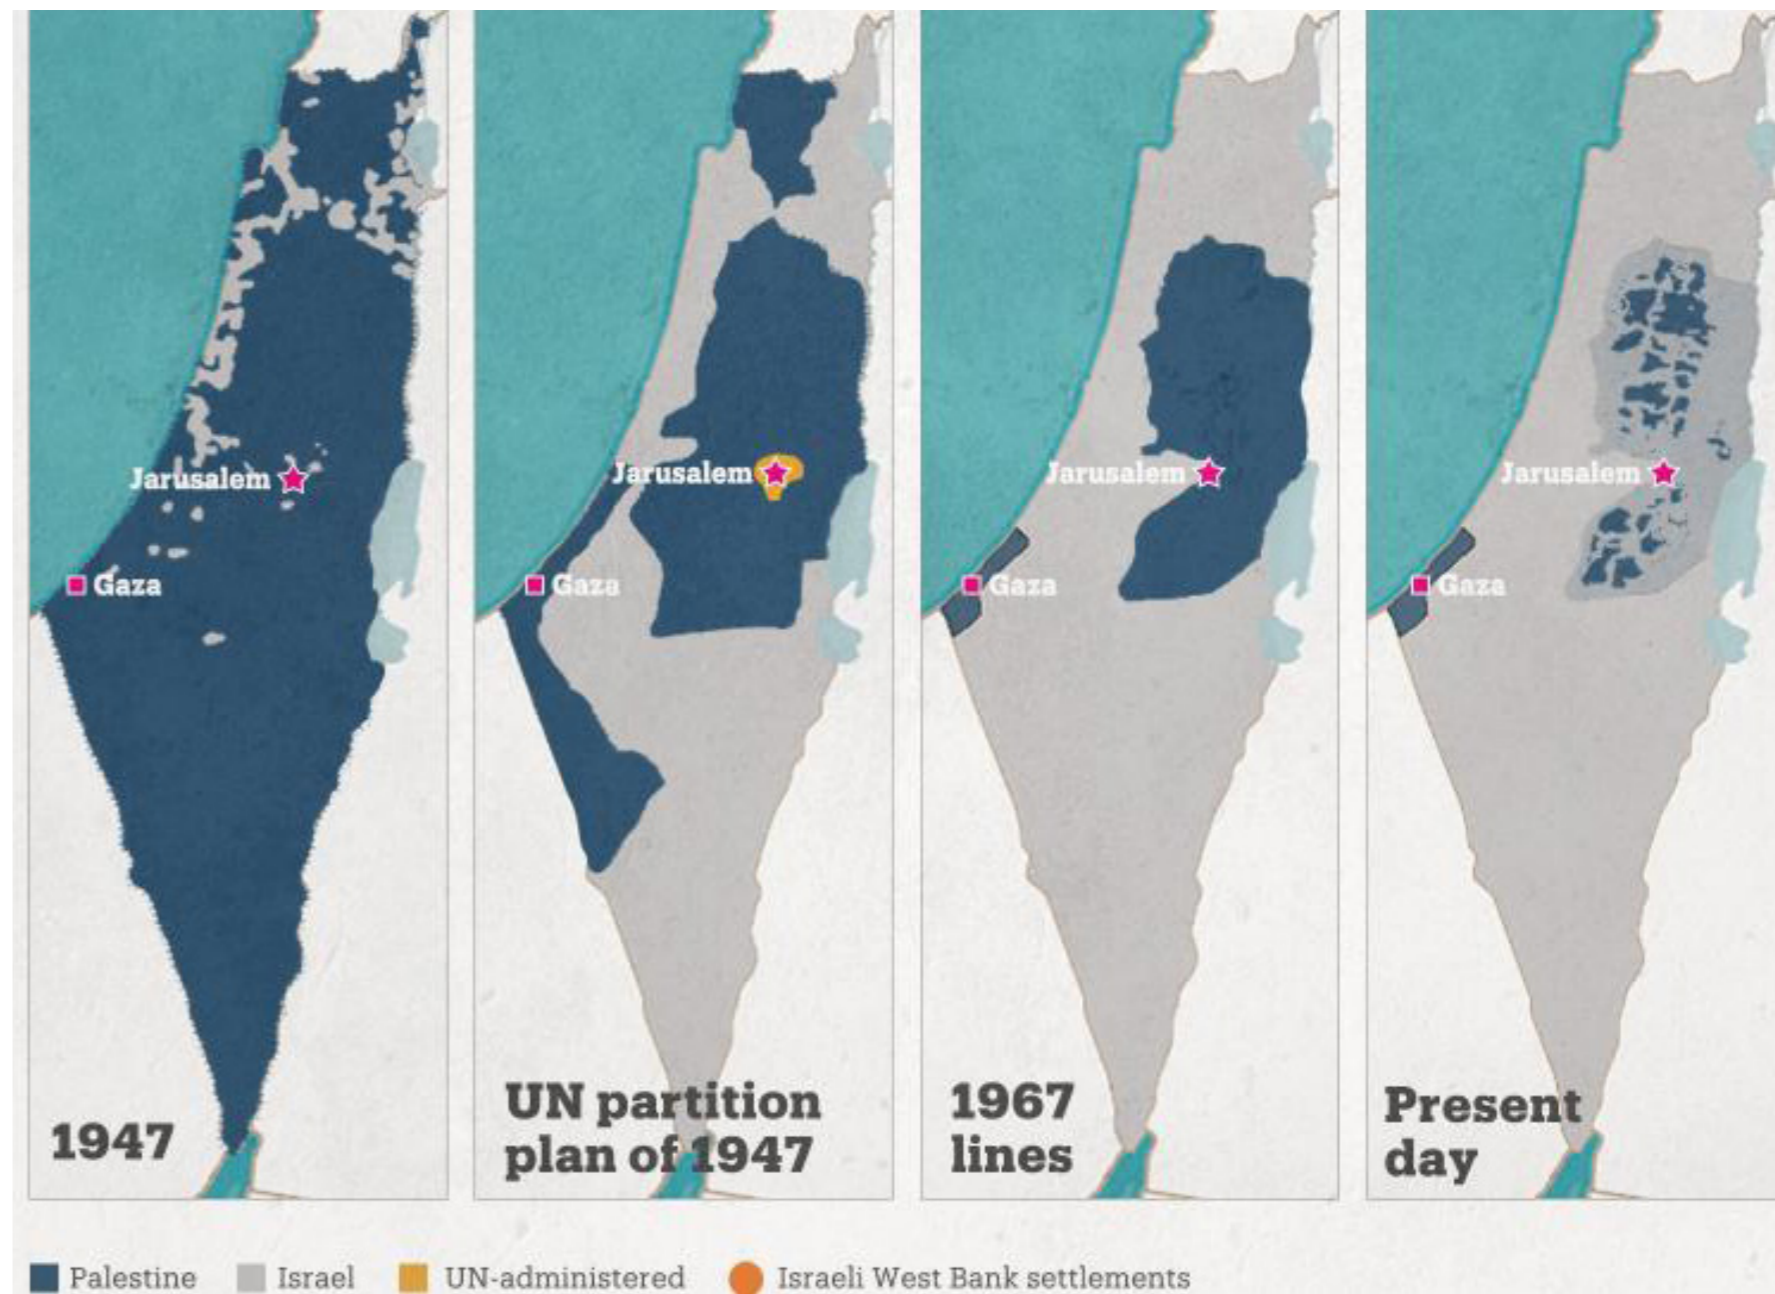 Jarusalem
Gaza
1947
Jarusalem
Gaza
UN partition
plan of 1947
Jarusalem
Gaza
1967
lines
Jarusalem
Gaza
Present
day
Palestine
Israel
UN-administered
Israeli West Bank settlements